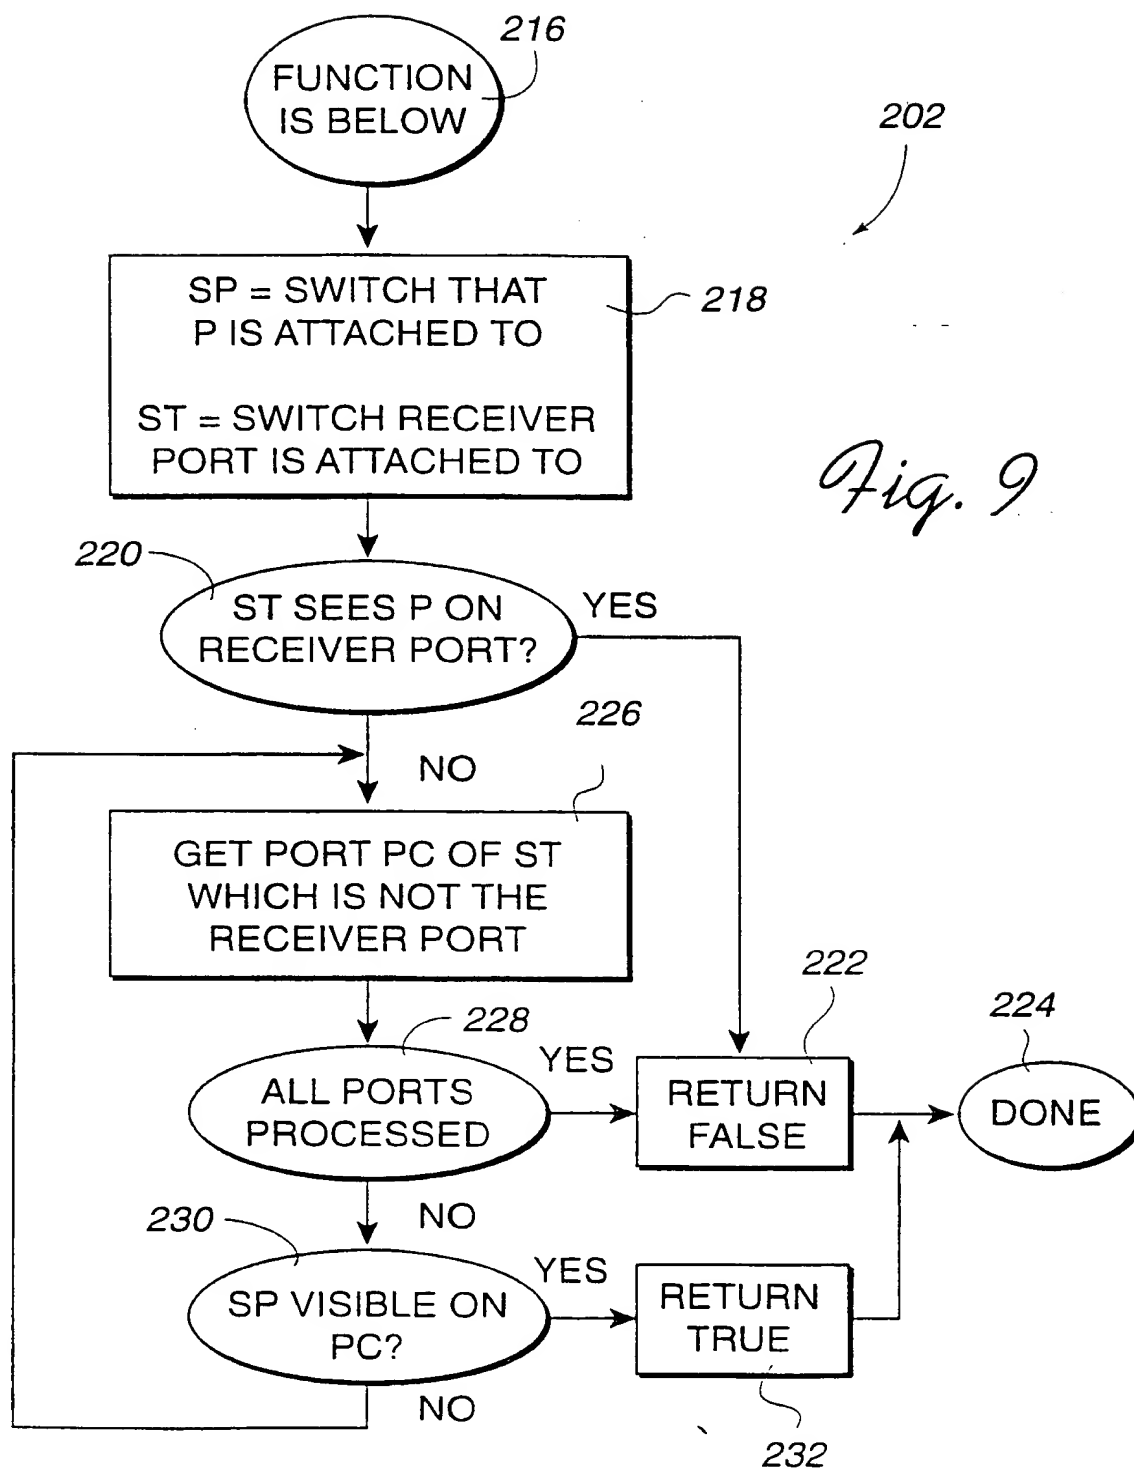 216
FUNCTION
IS BELOW
202
SP = SWITCH THAT
P IS ATTACHED TO
218
ST = SWITCH RECEIVER
PORT IS ATTACHED TO
Fig. 9
220
ST SEES P ON
RECEIVER PORT?
YES
226
NO
GET PORT PC OF ST
WHICH IS NOT THE
RECEIVER PORT
228
ALL PORTS
PROCESSED
YES
222
RETURN
FALSE
224
DONE
NO
230
SP VISIBLE ON
PC?
YES
RETURN
TRUE
NO
232